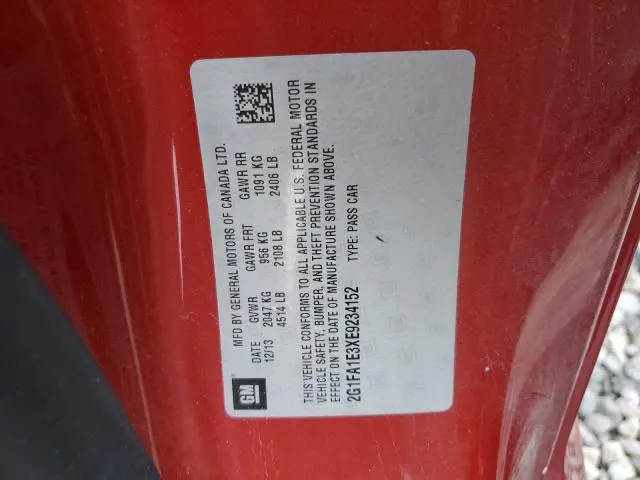 GM
MFD BY GENERAL MOTORS OF CANADA LTD.
DATE GVWR GAWR FRT GAWR RR
12/13 2047 KG 956 KG 1091 KG
4514 LB 2108 LB 2406 LB
THIS VEHICLE CONFORMS TO ALL APPLICABLE U.S. FEDERAL MOTOR
VEHICLE SAFETY, BUMPER, AND THEFT PREVENTION STANDARDS IN
EFFECT ON THE DATE OF MANUFACTURE SHOWN ABOVE.
2G1FA1E3XE9234152 TYPE: PASS CAR